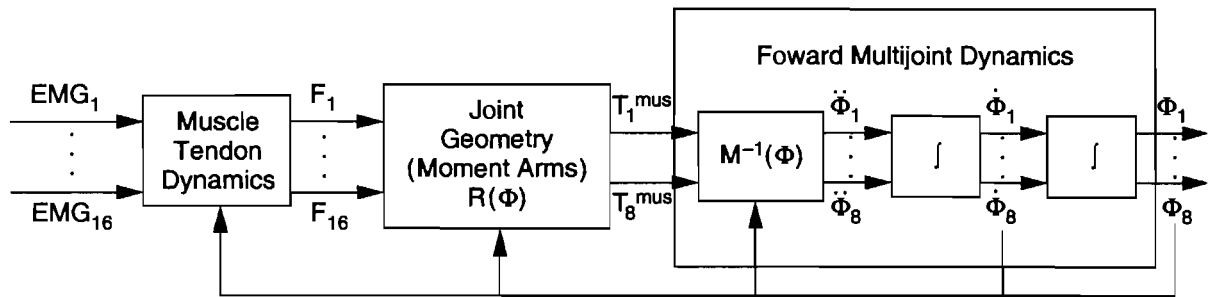 Foward Multijoint Dynamics
EMG₁
EMG₁₆
Muscle
Tendon
Dynamics
F₁
F₁₆
Joint
Geometry
(Moment Arms)
R(Φ)
T₁ᵐᵘˢ
T₈ᵐᵘˢ
M⁻¹(Φ)
Φ̈₁
Φ̈₈
∫
Φ̇₁
Φ̇₈
∫
Φ₁
Φ₈